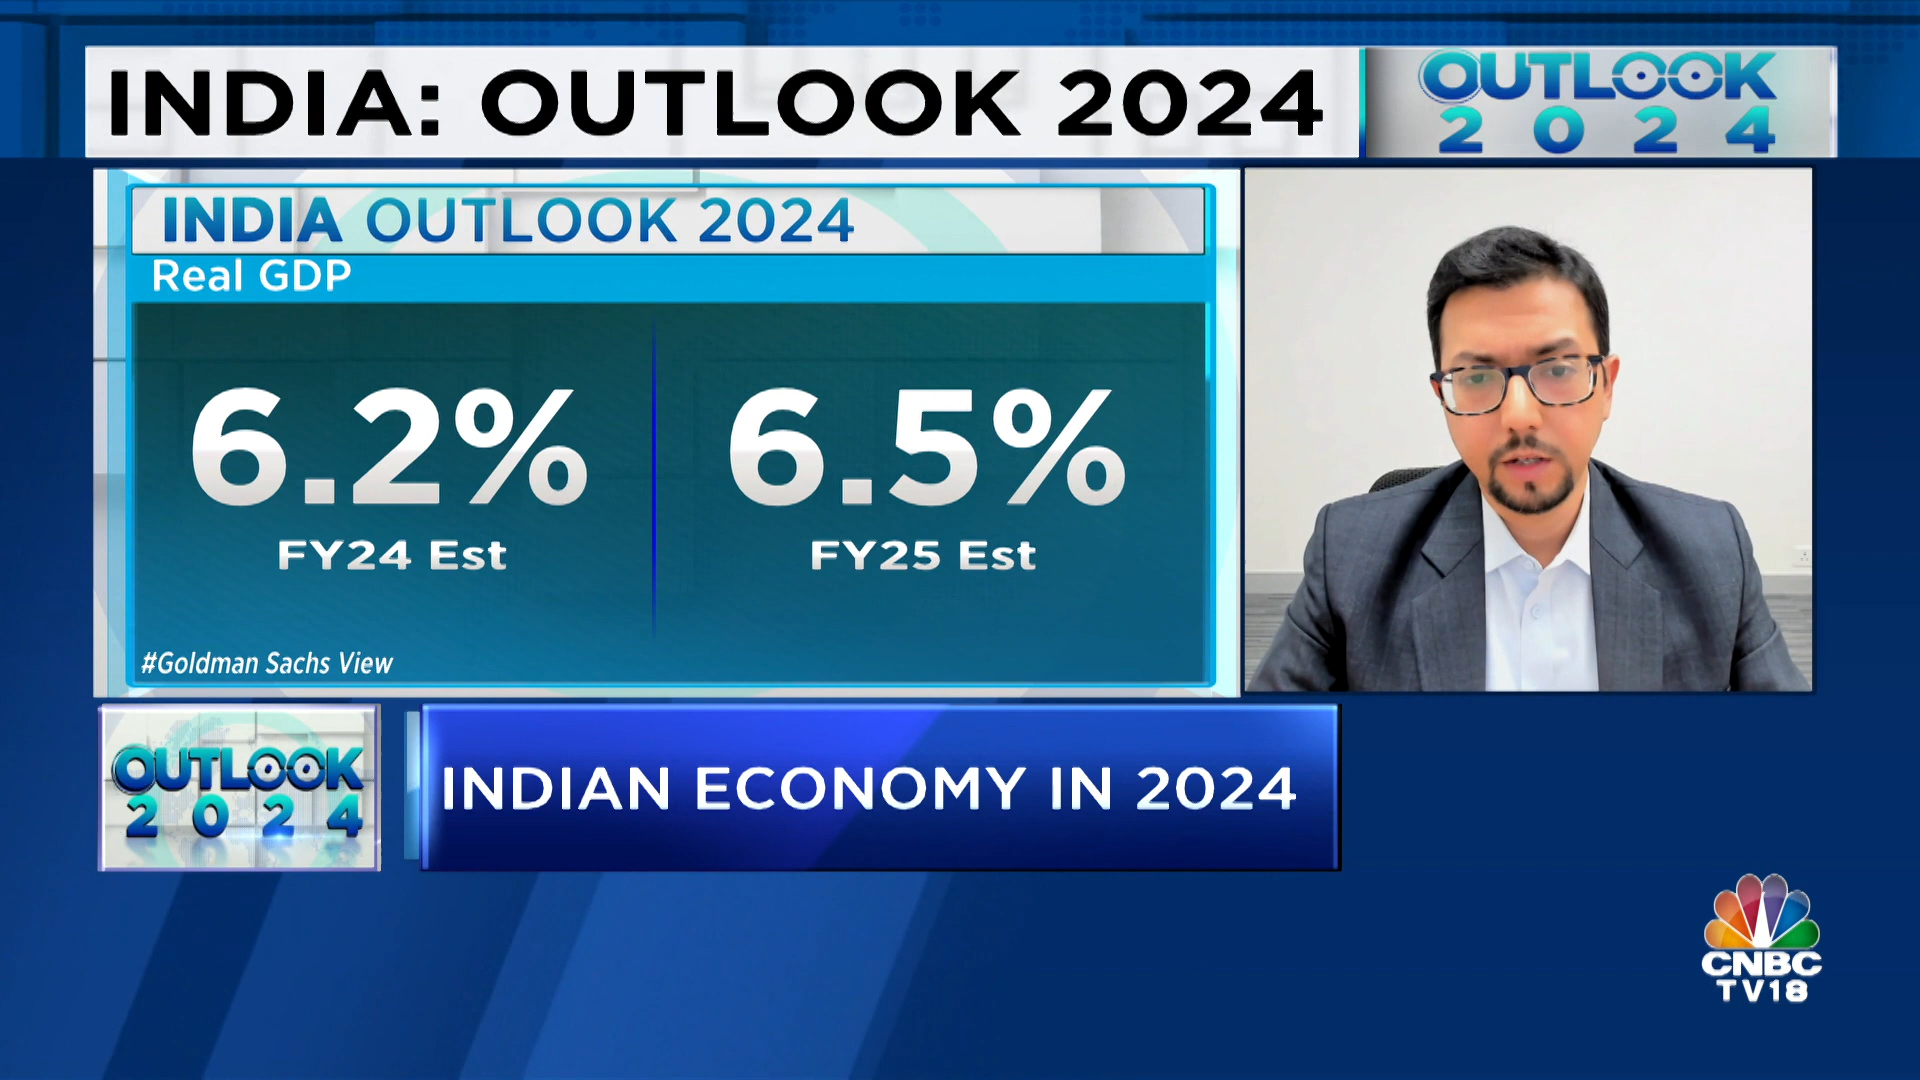 INDIA: OUTLOOK 2024
OUTLOOK
2024
INDIA OUTLOOK 2024
Real GDP
6.2%
FY24 Est
6.5%
FY25 Est
#Goldman Sachs View
OUTLOOK
2024
INDIAN ECONOMY IN 2024
CNBC
TV18